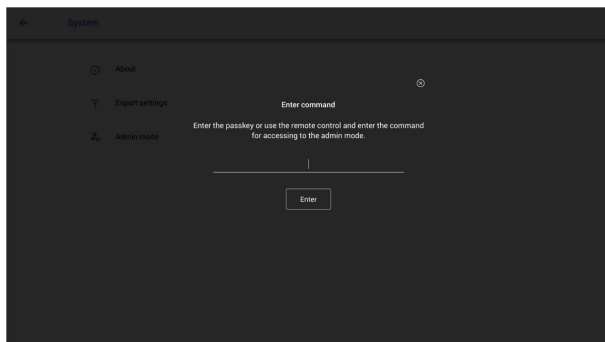 System
About
Export settings
Admin mode
Enter command
Enter the passkey or use the remote control and enter the command
for accessing to the admin mode.
Enter